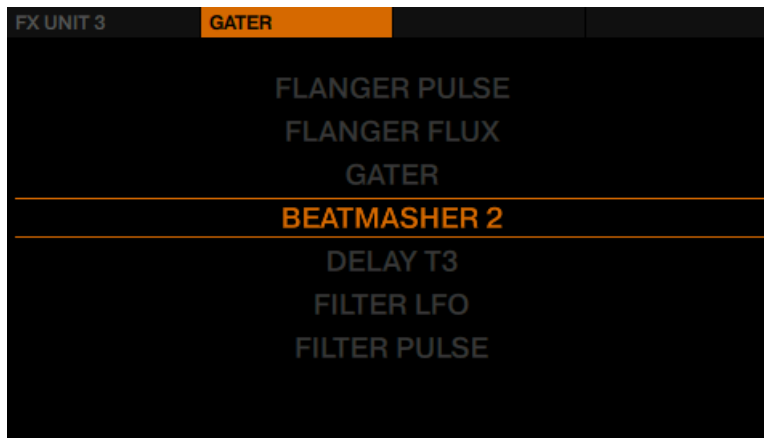 FX UNIT 3 GATER
FLANGER PULSE
FLANGER FLUX
GATER
BEATMASHER 2
DELAY T3
FILTER LFO
FILTER PULSE